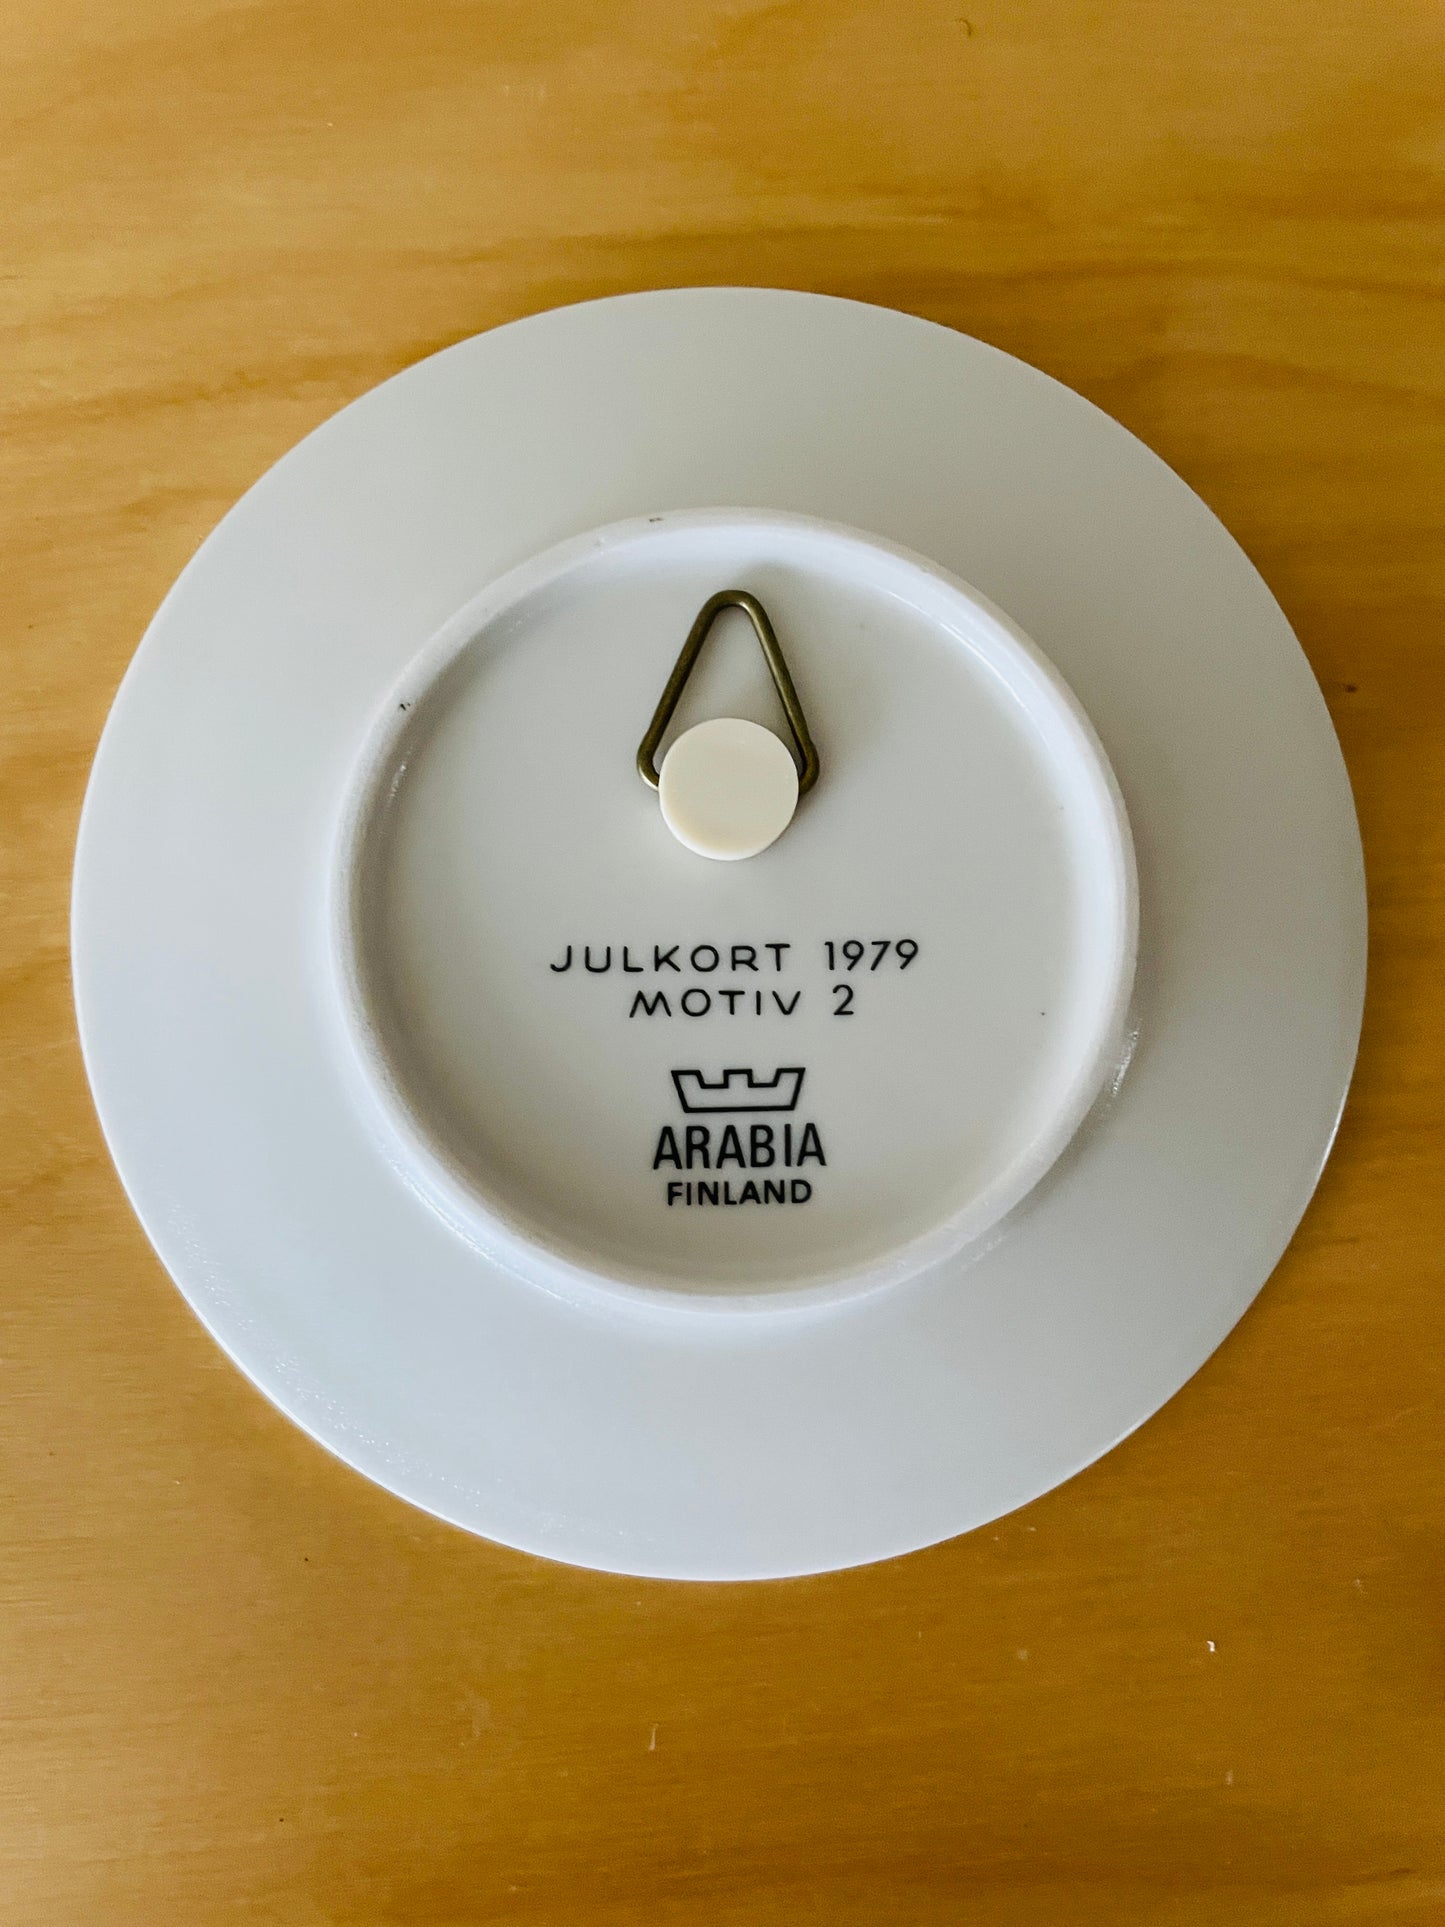 JULKORT 1979
MOTIV 2
ARABIA
FINLAND